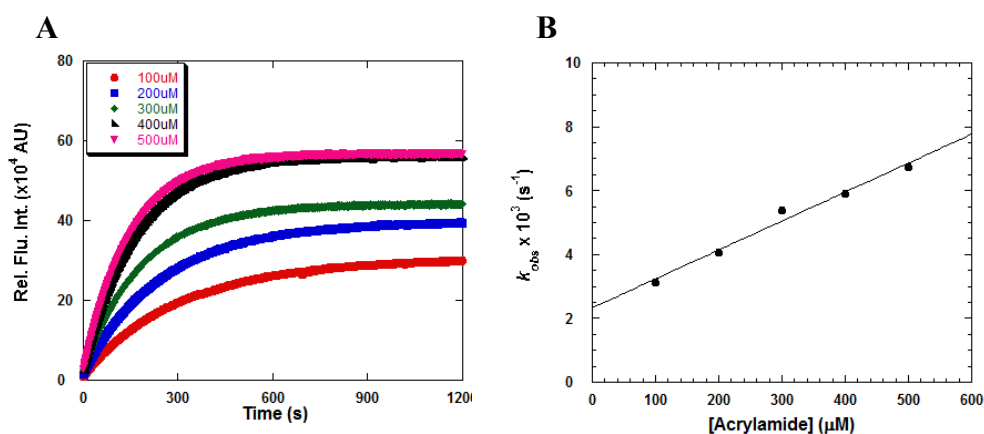 A
Rel. Flu. Int. (x10⁴ AU)
80
60
40
20
0
100uM
200uM
300uM
400uM
500uM
0 300 600 900 1200
Time (s)
B
k_obs x 10³ (s⁻¹)
10
8
6
4
2
0
0 100 200 300 400 500 600
[Acrylamide] (μM)